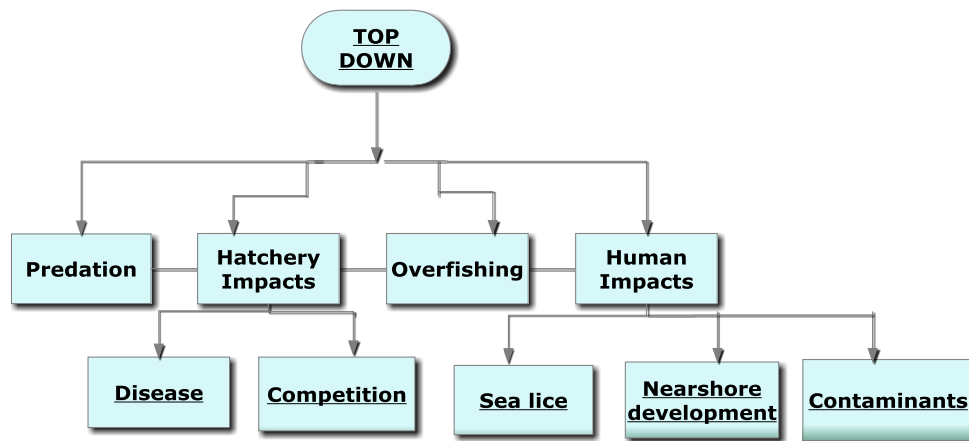 TOP
DOWN
Predation
Hatchery
Impacts
Overfishing
Human
Impacts
Disease
Competition
Sea lice
Nearshore
development
Contaminants